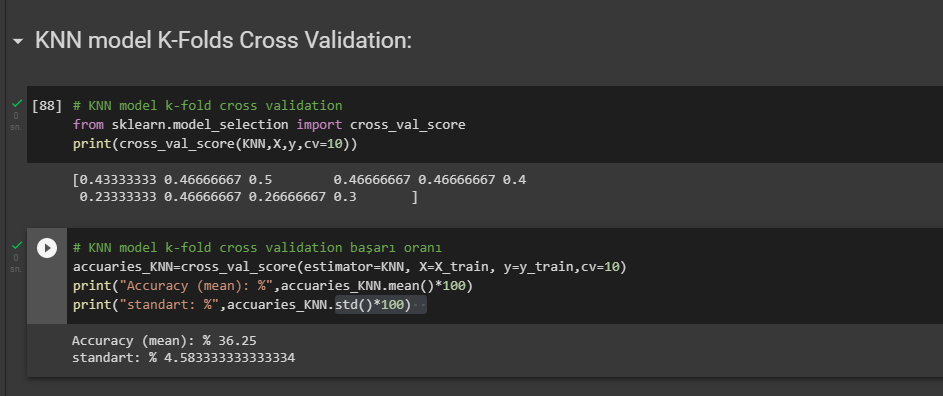 KNN model K-Folds Cross Validation:
[88] # KNN model k-fold cross validation
0
sn.
from sklearn.model_selection import cross_val_score
print(cross_val_score(KNN,X,y,cv=10))
[0.43333333 0.46666667 0.5        0.46666667 0.46666667 0.4
 0.23333333 0.46666667 0.26666667 0.3       ]
# KNN model k-fold cross validation başarı oranı
0
sn.
accuaries_KNN=cross_val_score(estimator=KNN, X=X_train, y=y_train,cv=10)
print("Accuracy (mean): %",accuaries_KNN.mean()*100)
print("standart: %",accuaries_KNN.std()*100)
Accuracy (mean): % 36.25
standart: % 4.583333333333334